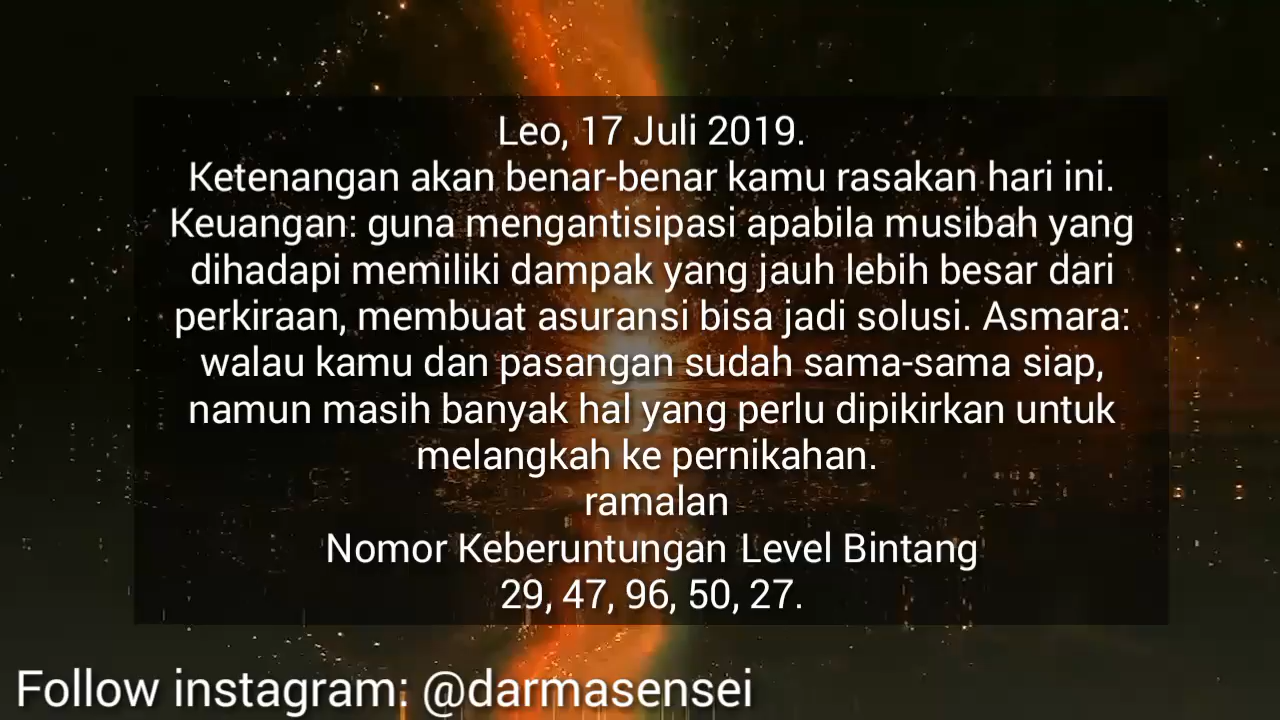 Leo, 17 Juli 2019.
Ketenangan akan benar-benar kamu rasakan hari ini.
Keuangan: guna mengantisipasi apabila musibah yang
dihadapi memiliki dampak yang jauh lebih besar dari
perkiraan, membuat asuransi bisa jadi solusi. Asmara:
walau kamu dan pasangan sudah sama-sama siap,
namun masih banyak hal yang perlu dipikirkan untuk
melangkah ke pernikahan.
ramalan
Nomor Keberuntungan Level Bintang
29, 47, 96, 50, 27.
Follow instagram: @darmasensei